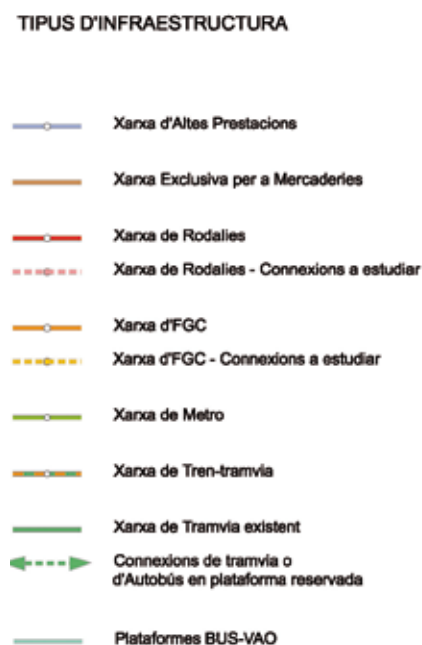 TIPUS D'INFRAESTRUCTURA
Xarxa d'Altes Prestacions
Xarxa Exclusiva per a Mercaderies
Xarxa de Rodalies
Xarxa de Rodalies - Connexions a estudiar
Xarxa d'FGC
Xarxa d'FGC - Connexions a estudiar
Xarxa de Metro
Xarxa de Tren-tramvia
Xarxa de Tramvia existent
Connexions de tramvia o
d'Autobús en plataforma reservada
Plataformes BUS-VAO